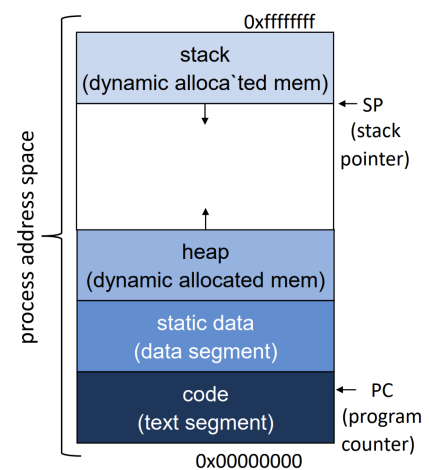 0xffffffff
stack
(dynamic alloca`ted mem)
SP
(stack
pointer)
process address space
heap
(dynamic allocated mem)
static data
(data segment)
code
(text segment)
PC
(program
counter)
0x00000000